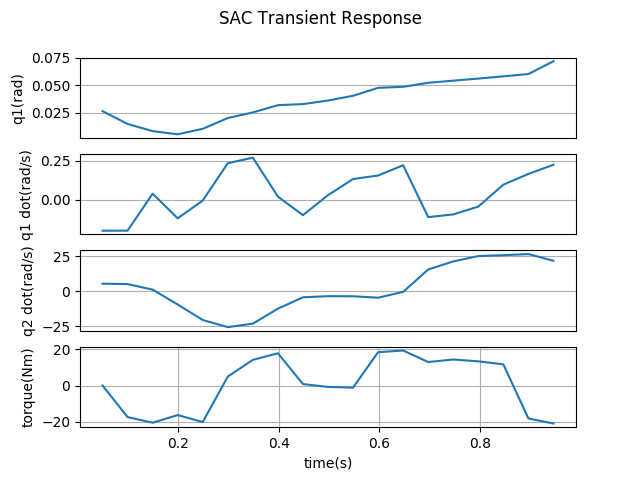 SAC Transient Response
0.075
0.050
0.025
q1(rad)
0.25
0.00
q1 dot(rad/s)
25
0
−25
q2 dot(rad/s)
20
0
−20
torque(Nm)
0.2 0.4 0.6 0.8
time(s)